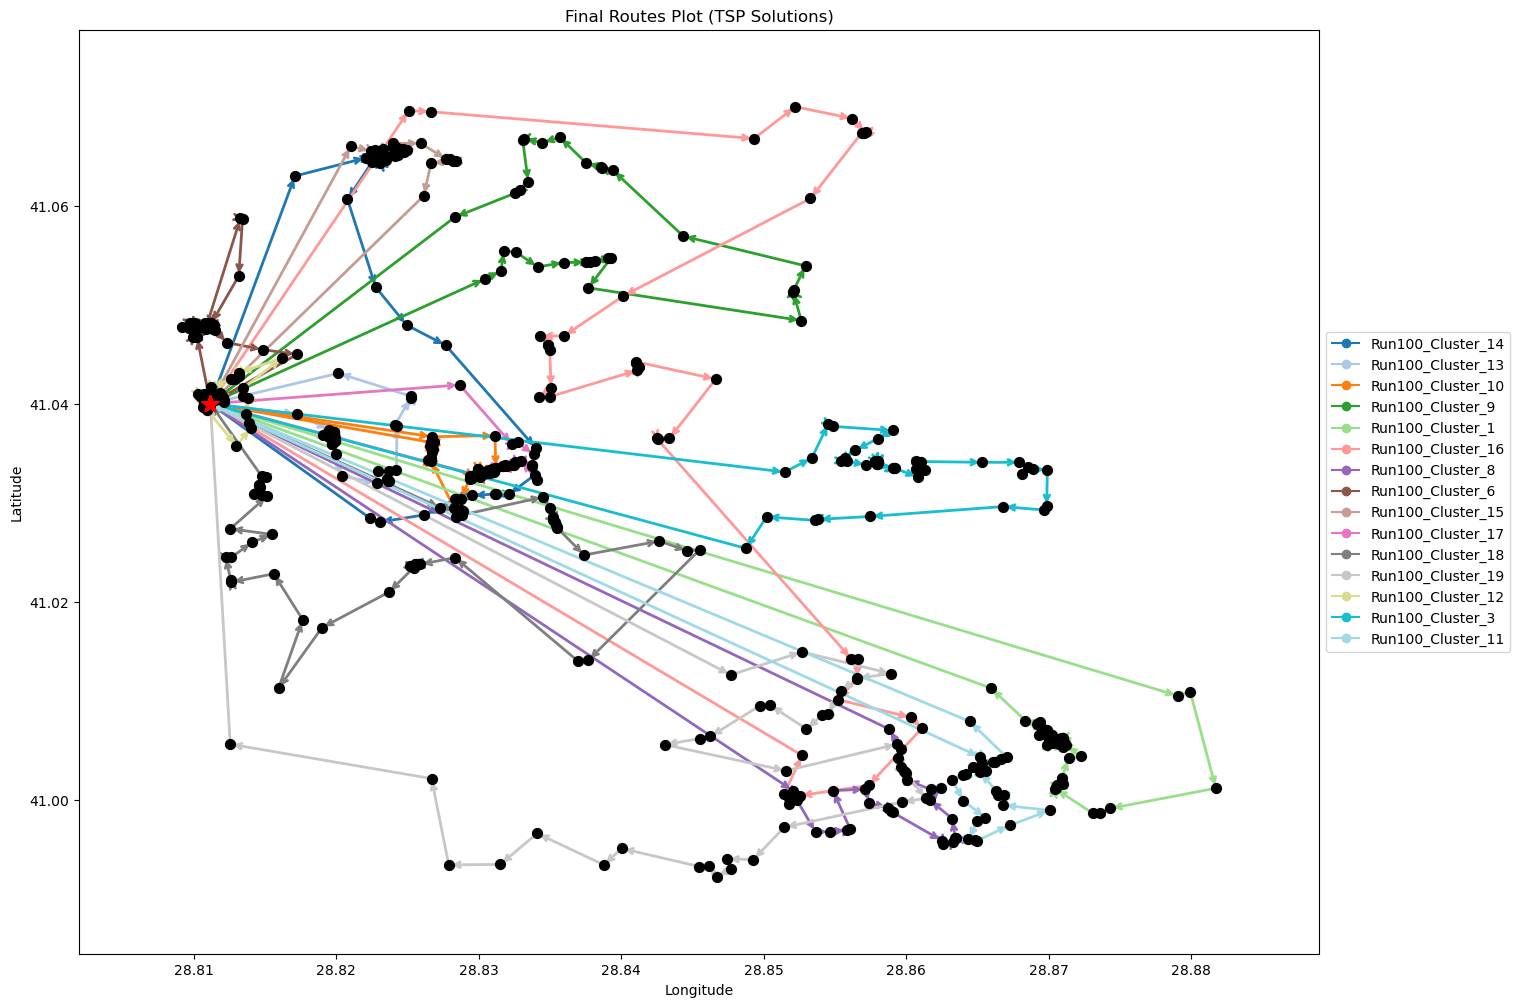 Final Routes Plot (TSP Solutions)
Latitude
41.06
41.04
41.02
41.00
28.81
28.82
28.83
28.84
28.85
28.86
28.87
28.88
Longitude
Run100_Cluster_14
Run100_Cluster_13
Run100_Cluster_10
Run100_Cluster_9
Run100_Cluster_1
Run100_Cluster_16
Run100_Cluster_8
Run100_Cluster_6
Run100_Cluster_15
Run100_Cluster_17
Run100_Cluster_18
Run100_Cluster_19
Run100_Cluster_12
Run100_Cluster_3
Run100_Cluster_11